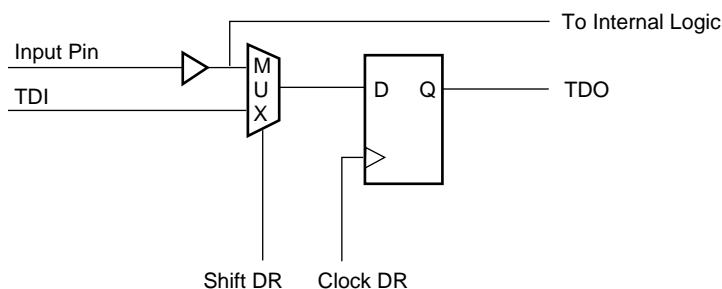 To Internal Logic
Input Pin
M
U
X
TDI
D
Q
TDO
Shift DR
Clock DR